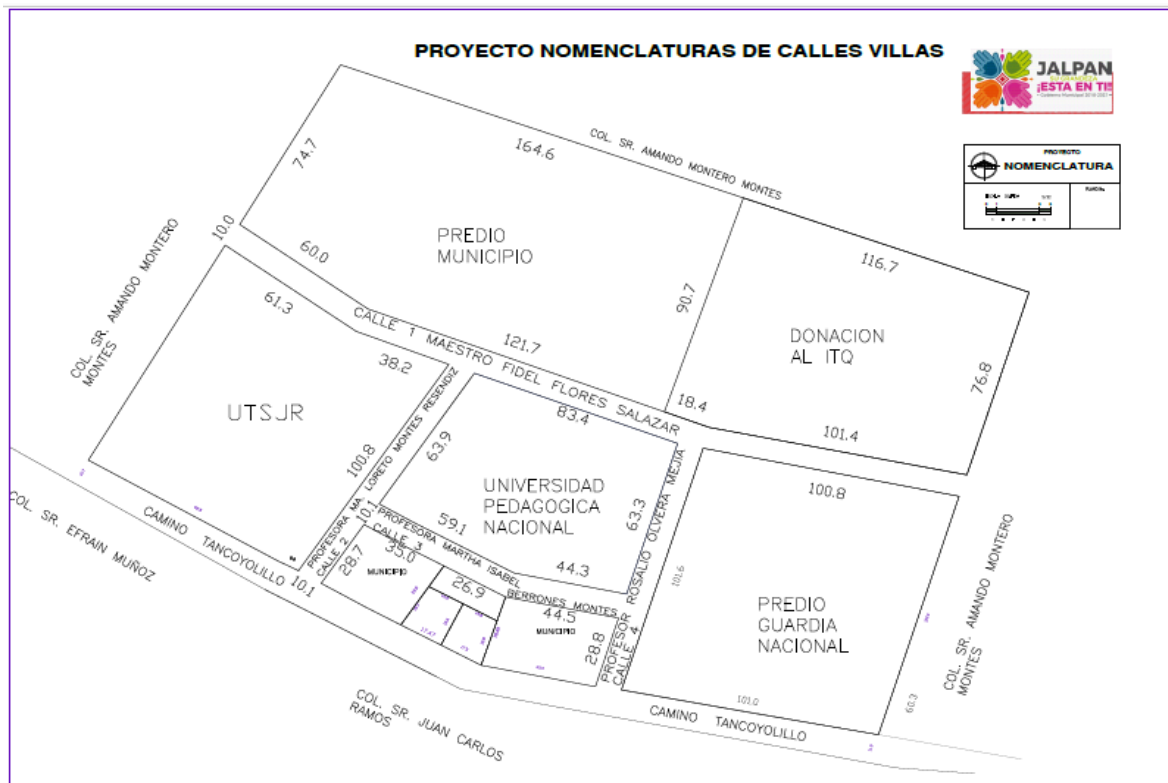 PROYECTO NOMENCLATURAS DE CALLES VILLAS
JALPAN
SU GRANDEZA
¡ESTA EN TI!
PROYECTO:
NOMENCLATURA
COL. SR. AMANDO MONTERO MONTES
164.6
74.7
10.0
60.0
PREDIO
MUNICIPIO
90.7
121.7
116.7
DONACION
AL ITQ
76.8
18.4
101.4
CALLE 1 MAESTRO FIDEL FLORES SALAZAR
COL. SR. AMANDO MONTERO
MONTES
61.3
38.2
UTSJR
100.8
PROFESORA MA. LORETO MONTES RESENDIZ
CALLE 2
63.9
83.4
UNIVERSIDAD
PEDAGOGICA
NACIONAL
59.1
63.3
44.3
PROFESOR ROSALIO OLVERA MEJIA
CALLE 4
100.8
101.6
PREDIO
GUARDIA
NACIONAL
101.0
60.3
COL. SR. AMANDO MONTERO
MONTES
10.1
PROFESORA MARTHA ISABEL
BERRONES MONTES
CALLE 3
35.0
28.7
MUNICIPIO
26.9
44.5
MUNICIPIO
28.8
17.47
10.1
CAMINO TANCOYOLILLO
COL. SR. EFRAIN MUÑOZ
COL. SR. JUAN CARLOS
RAMOS
CAMINO TANCOYOLILLO